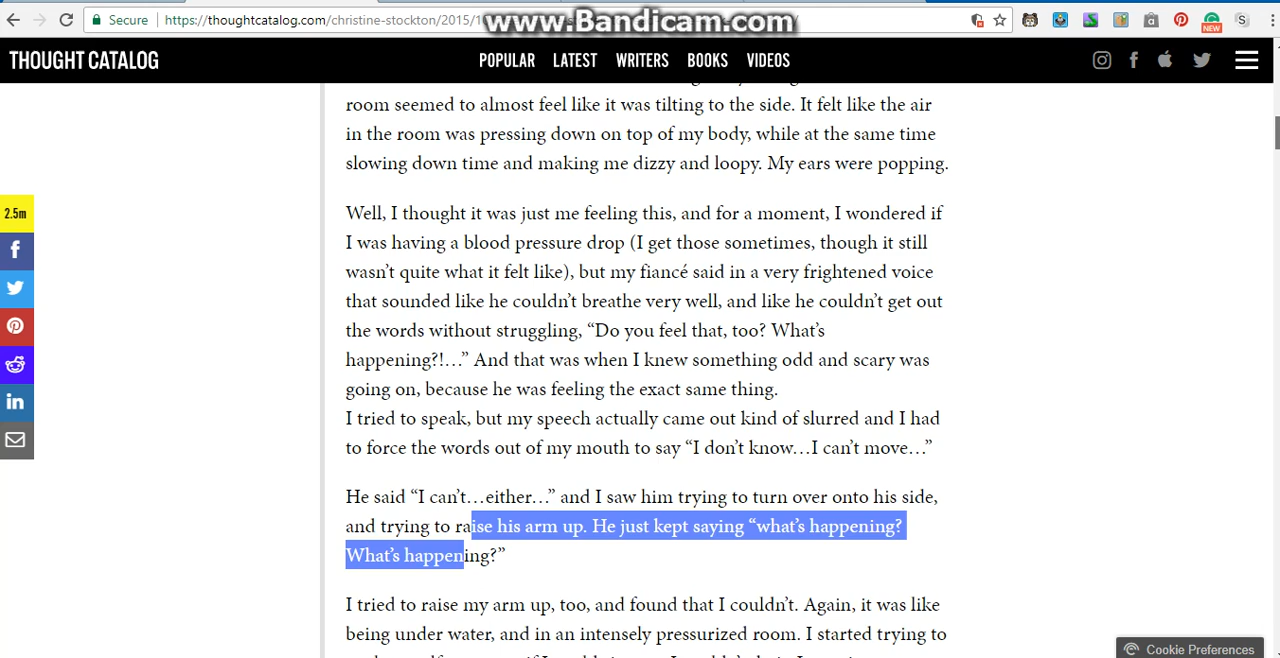 www.Bandicam.com
Secure https://thoughtcatalog.com/christine-stockton/2015/1
THOUGHT CATALOG POPULAR LATEST WRITERS BOOKS VIDEOS
NEW
room seemed to almost feel like it was tilting to the side. It felt like the air
in the room was pressing down on top of my body, while at the same time
slowing down time and making me dizzy and loopy. My ears were popping.
2.5m
Well, I thought it was just me feeling this, and for a moment, I wondered if
I was having a blood pressure drop (I get those sometimes, though it still
wasn’t quite what it felt like), but my fiancé said in a very frightened voice
that sounded like he couldn’t breathe very well, and like he couldn’t get out
the words without struggling, “Do you feel that, too? What’s
happening?!…” And that was when I knew something odd and scary was
going on, because he was feeling the exact same thing.
I tried to speak, but my speech actually came out kind of slurred and I had
to force the words out of my mouth to say “I don’t know…I can’t move…”
He said “I can’t…either…” and I saw him trying to turn over onto his side,
and trying to raise his arm up. He just kept saying “what’s happening?
What’s happening?”
I tried to raise my arm up, too, and found that I couldn’t. Again, it was like
being under water, and in an intensely pressurized room. I started trying to
Cookie Preferences